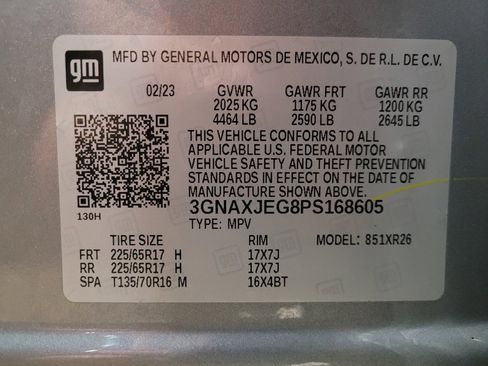 gm
MFD BY GENERAL MOTORS DE MEXICO, S. DE R.L. DE C.V.
02/23 GVWR GAWR FRT GAWR RR
2025 KG 1175 KG 1200 KG
4464 LB 2590 LB 2645 LB
THIS VEHICLE CONFORMS TO ALL
APPLICABLE U.S. FEDERAL MOTOR
VEHICLE SAFETY AND THEFT PREVENTION
STANDARDS IN EFFECT ON THE DATE OF
MANUFACTURE SHOWN ABOVE.
130H
3GNAXJEG8PS168605
TYPE: MPV
TIRE SIZE RIM MODEL: 851XR26
FRT 225/65R17 H 17X7J
RR 225/65R17 H 17X7J
SPA T135/70R16 M 16X4BT